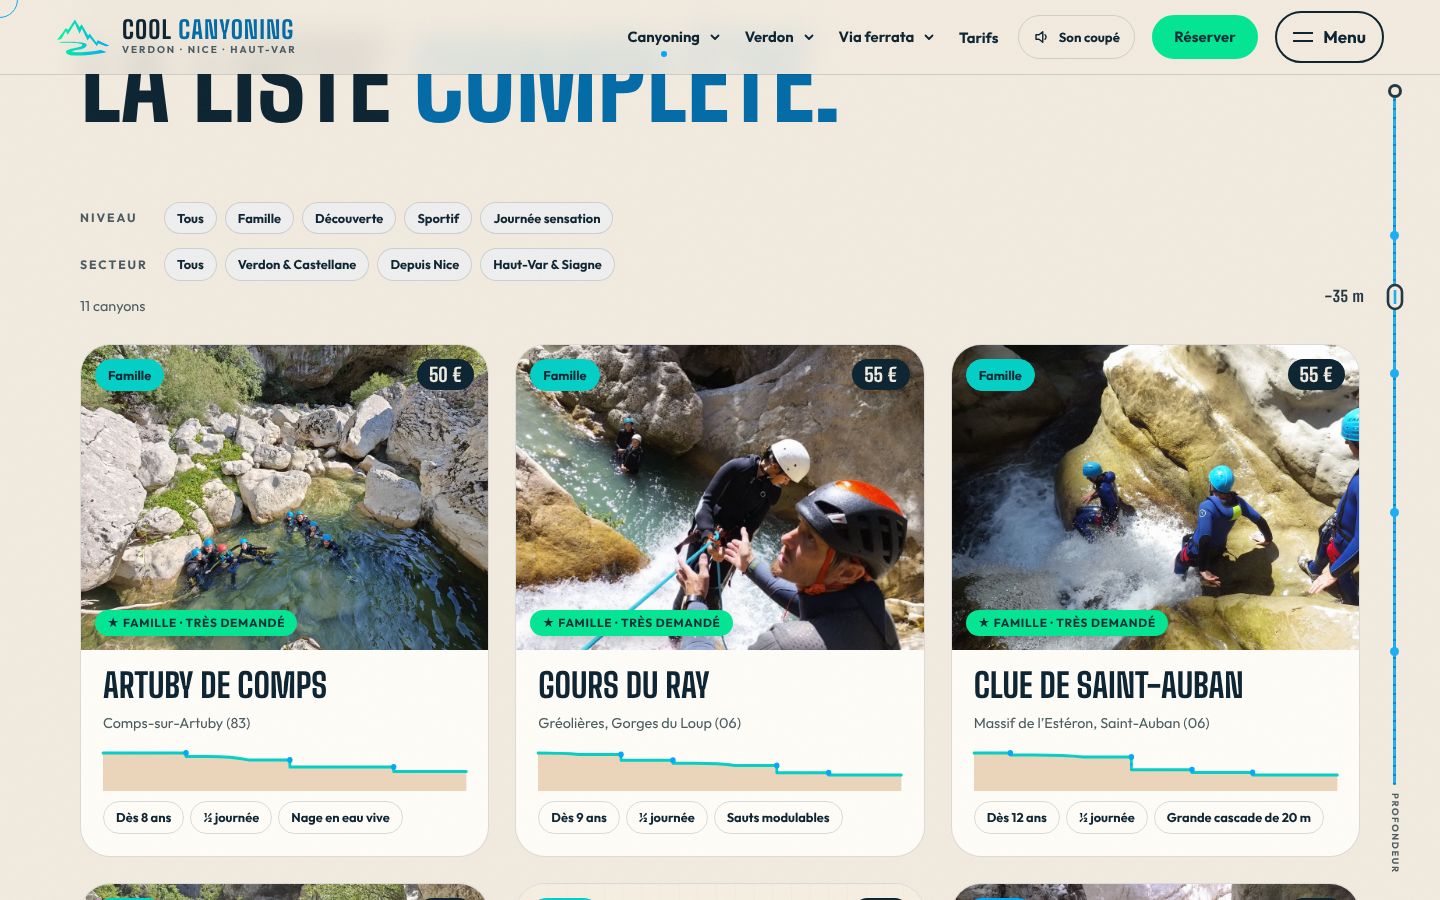 COOL CANYONING
VERDON · NICE · HAUT-VAR
Canyoning
Verdon
Via ferrata
Tarifs
Son coupé
Réserver
Menu
LA LISTE COMPLÈTE.
NIVEAU
Tous
Famille
Découverte
Sportif
Journée sensation
SECTEUR
Tous
Verdon & Castellane
Depuis Nice
Haut-Var & Siagne
11 canyons
−35 m
Famille
50 €
★ FAMILLE · TRÈS DEMANDÉ
ARTUBY DE COMPS
Comps-sur-Artuby (83)
Dès 8 ans
½ journée
Nage en eau vive
Famille
55 €
★ FAMILLE · TRÈS DEMANDÉ
GOURS DU RAY
Gréolières, Gorges du Loup (06)
Dès 9 ans
½ journée
Sauts modulables
Famille
55 €
★ FAMILLE · TRÈS DEMANDÉ
CLUE DE SAINT-AUBAN
Massif de l'Estéron, Saint-Auban (06)
Dès 12 ans
½ journée
Grande cascade de 20 m
PROFONDEUR